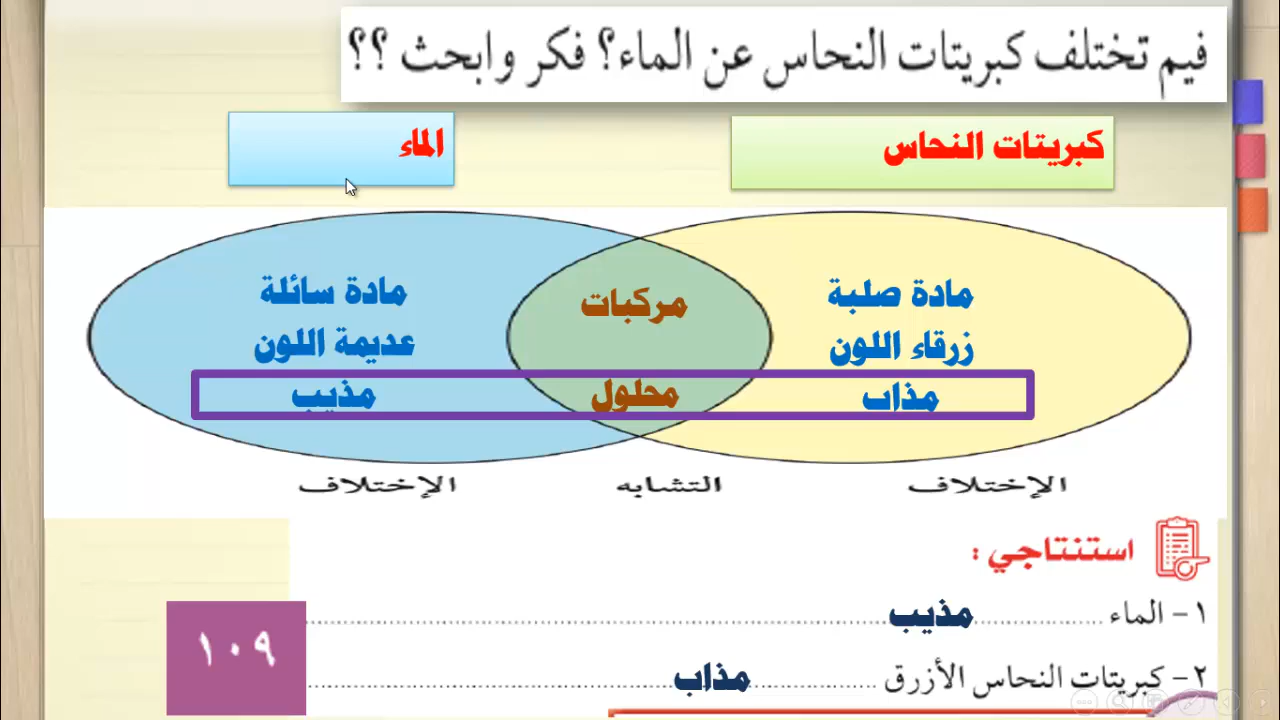 فيم تختلف كبريتات النحاس عن الماء؟ فكر وابحث ؟؟
كبريتات النحاس
الماء
مادة صلبة
زرقاء اللون
مذاب
مركبات
محلول
مادة سائلة
عديمة اللون
مذيب
الإختلاف
التشابه
الإختلاف
استنتاجي :
١- الماء ........ مذيب ........
٢- كبريتات النحاس الأزرق ........ مذاب ........
١٠٩